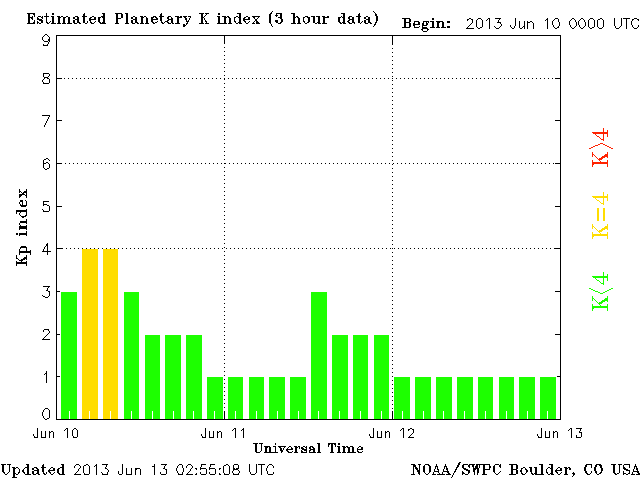 Estimated Planetary K index (3 hour data) Begin: 2013 Jun 10 0000 UTC
9
8
7
6
5
4
3
2
1
0
Kp index
K>4
K=4
K<4
Jun 10 Jun 11 Jun 12 Jun 13
Universal Time
Updated 2013 Jun 13 02:55:08 UTC NOAA/SWPC Boulder, CO USA